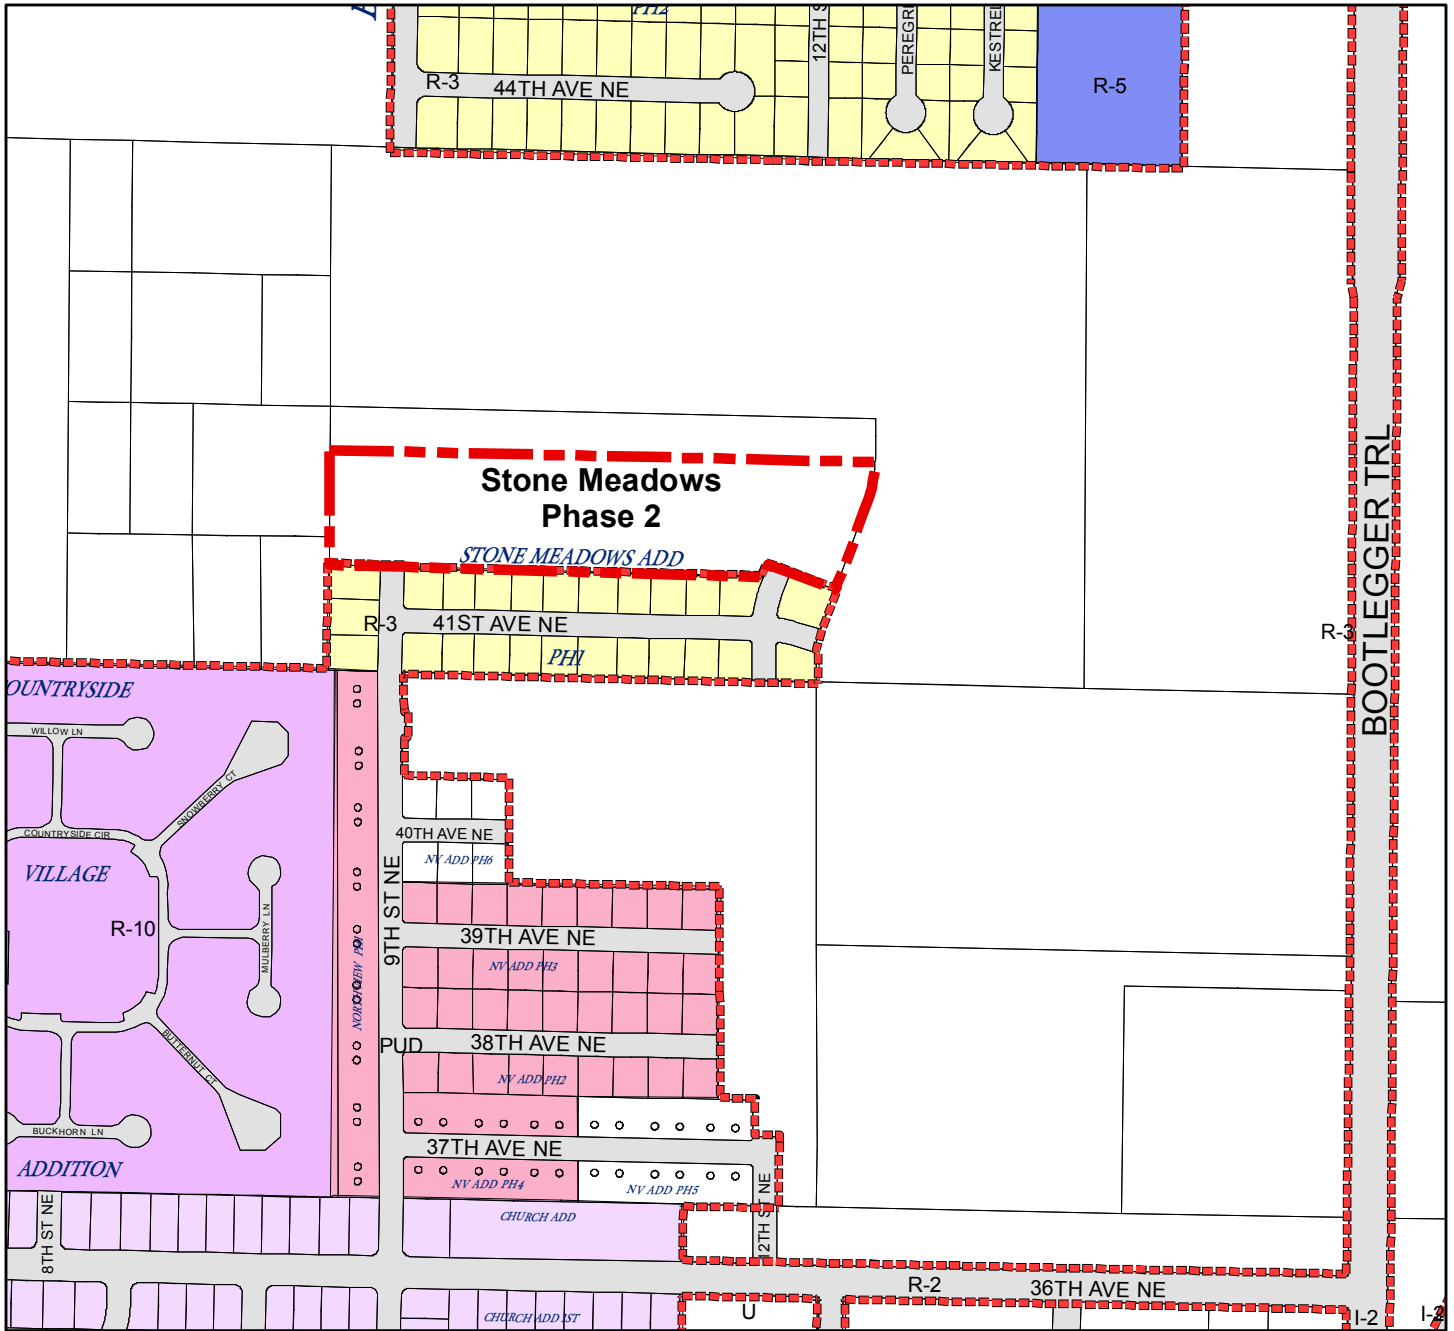 PH2
12TH S
PEREGRI
KESTREL
R-3
44TH AVE NE
R-5
Stone Meadows
Phase 2
STONE MEADOWS ADD
BOOTLEGGER TRL
R-3
41ST AVE NE
R-3
PH1
OUNTRYSIDE
WILLOW LN
SNOWBERRY CT
COUNTRYSIDE CIR
40TH AVE NE
NV ADD PH6
VILLAGE
9TH ST NE
R-10
MULBERRY LN
39TH AVE NE
NV ADD PH3
NORTHVIEW PH1
BUTTERNUT CT
PUD
38TH AVE NE
NV ADD PH2
BUCKHORN LN
37TH AVE NE
ADDITION
NV ADD PH4
NV ADD PH5
12TH ST NE
8TH ST NE
CHURCH ADD
R-2
36TH AVE NE
CHURCH ADD 1ST
U
I-2
I-2